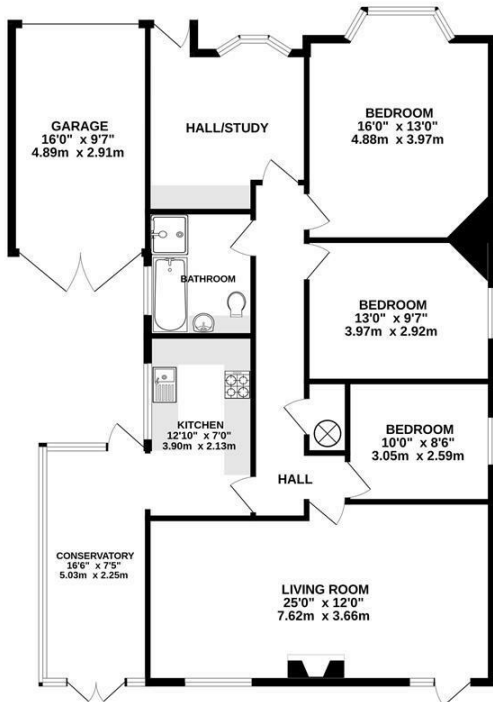 GARAGE
16'0" x 9'7"
4.89m x 2.91m
HALL/STUDY
BEDROOM
16'0" x 13'0"
4.88m x 3.97m
BATHROOM
BEDROOM
13'0" x 9'7"
3.97m x 2.92m
KITCHEN
12'10" x 7'0"
3.90m x 2.13m
BEDROOM
10'0" x 8'6"
3.05m x 2.59m
HALL
CONSERVATORY
16'6" x 7'5"
5.03m x 2.25m
LIVING ROOM
25'0" x 12'0"
7.62m x 3.66m